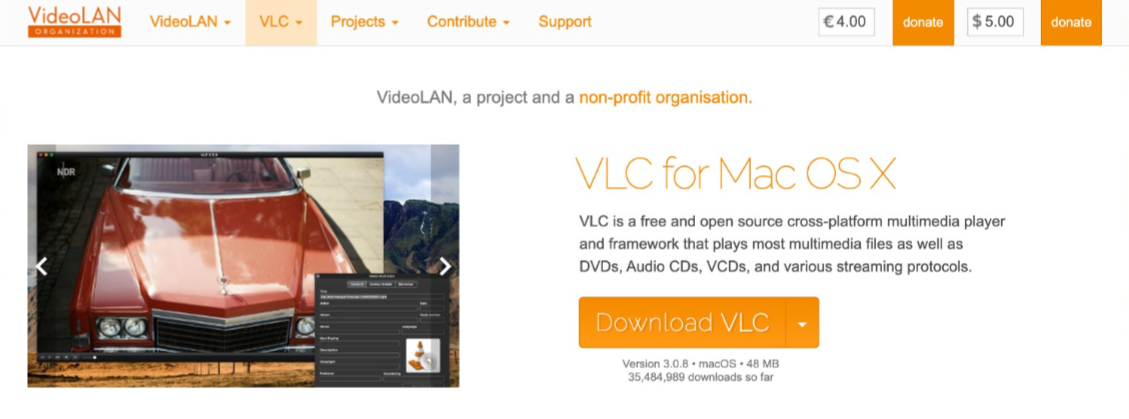 VideoLAN
ORGANIZATION
VideoLAN
VLC
Projects
Contribute
Support
€ 4.00
donate
$ 5.00
donate
VideoLAN, a project and a non-profit organisation.
NDR
VLC for Mac OS X
VLC is a free and open source cross-platform multimedia player
and framework that plays most multimedia files as well as
DVDs, Audio CDs, VCDs, and various streaming protocols.
Download VLC
Version 3.0.8 • macOS • 48 MB
35,484,989 downloads so far